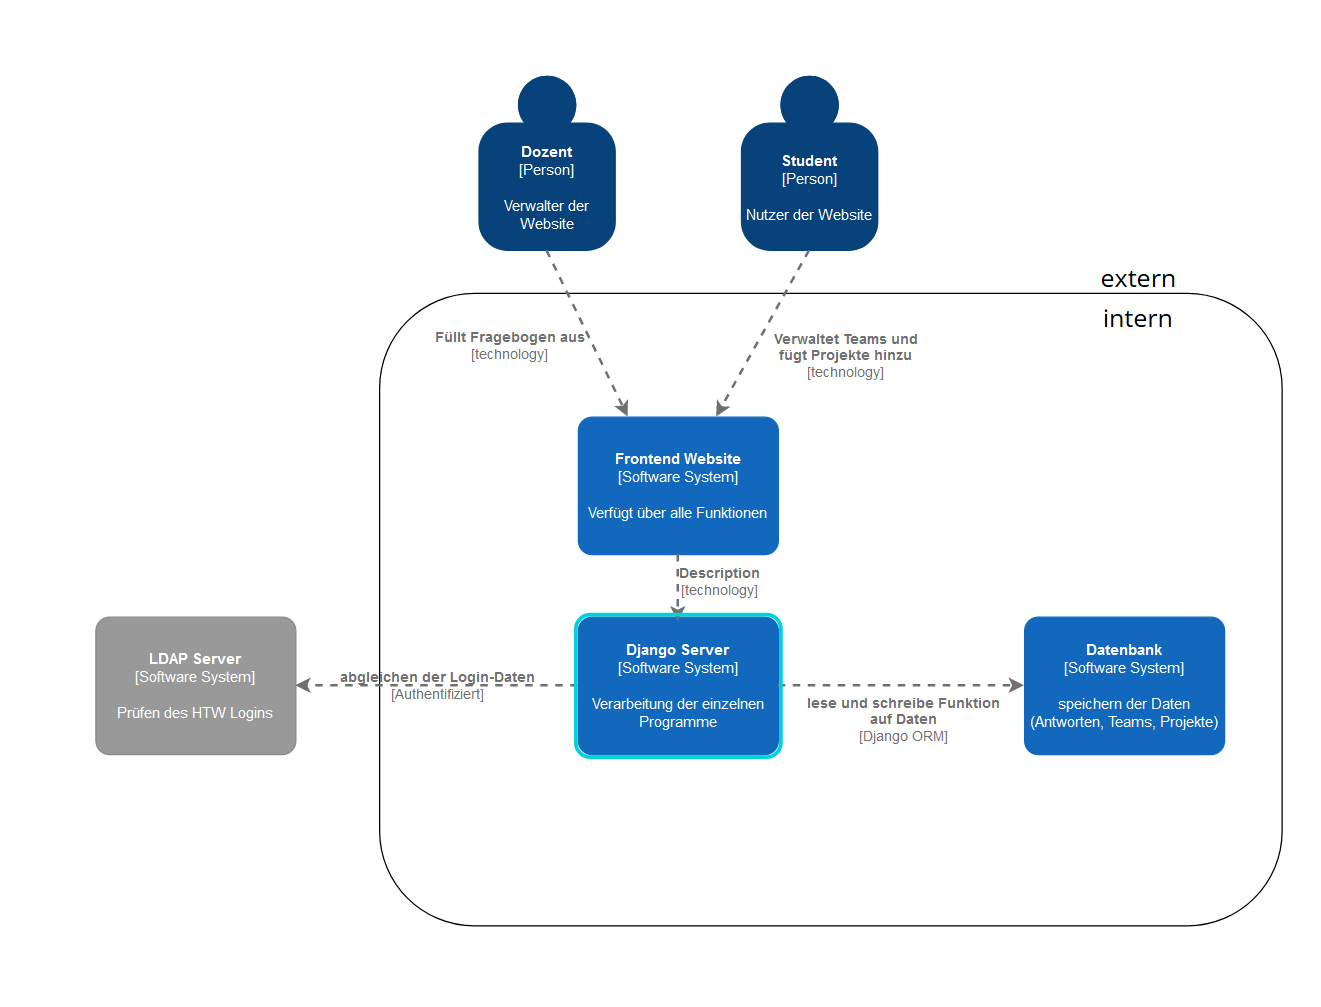 Dozent
[Person]
Verwalter der
Website
Student
[Person]
Nutzer der Website
extern
intern
Füllt Fragebogen aus
[technology]
Verwaltet Teams und
fügt Projekte hinzu
[technology]
Frontend Website
[Software System]
Verfügt über alle Funktionen
Description
[technology]
LDAP Server
[Software System]
Prüfen des HTW Logins
abgleichen der Login-Daten
[Authentifiziert]
Django Server
[Software System]
Verarbeitung der einzelnen
Programme
lese und schreibe Funktion
auf Daten
[Django ORM]
Datenbank
[Software System]
speichern der Daten
(Antworten, Teams, Projekte)